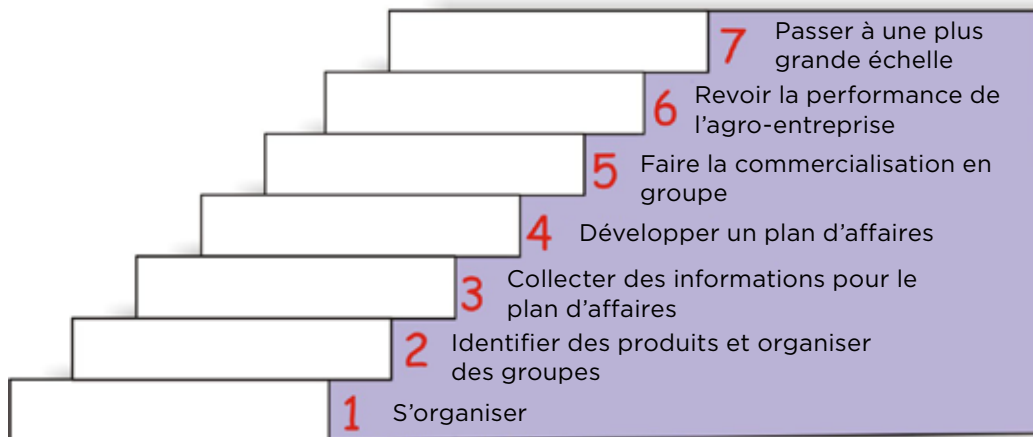 7 Passer à une plus
grande échelle
6 Revoir la performance de
l’agro-entreprise
5 Faire la commercialisation en
groupe
4 Développer un plan d’affaires
3 Collecter des informations pour le
plan d’affaires
2 Identifier des produits et organiser
des groupes
1 S’organiser